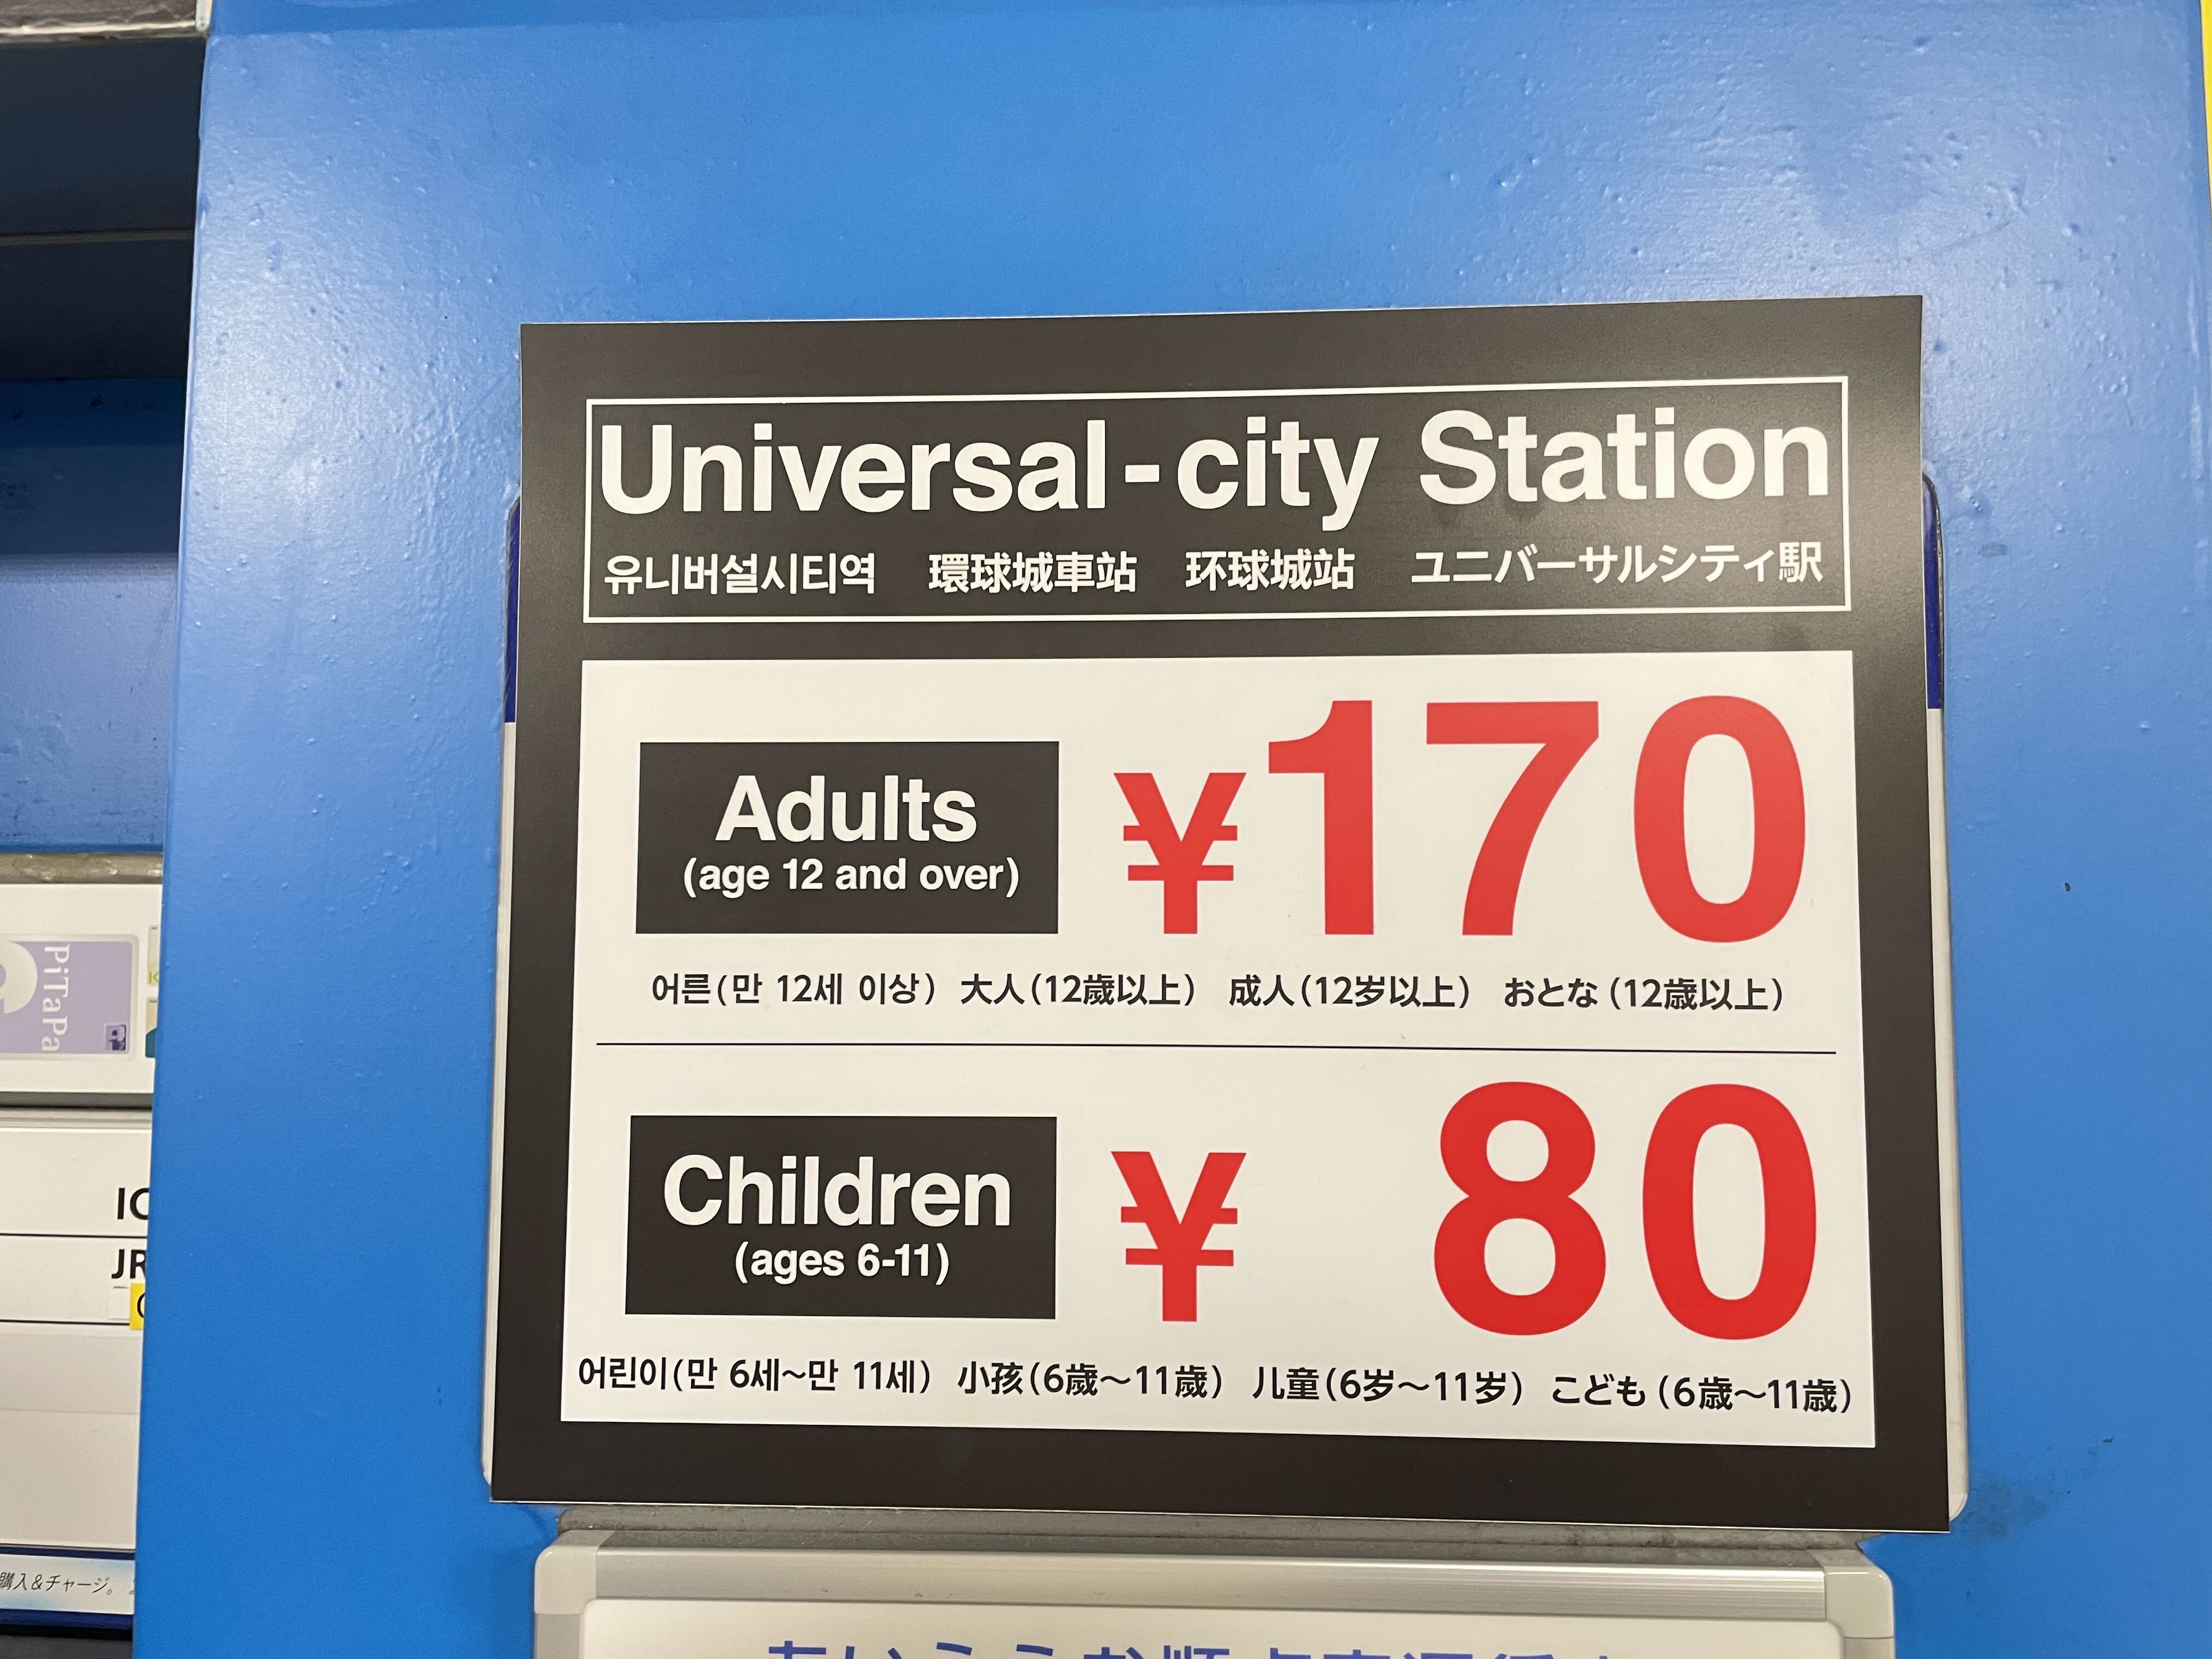 Universal-city Station
유니버설시티역 環球城車站 环球城站 ユニバーサルシティ駅
Adults
(age 12 and over)
¥170
어른(만 12세 이상) 大人(12歲以上) 成人(12岁以上) おとな(12歳以上)
Children
(ages 6-11)
¥ 80
어린이(만 6세～만 11세) 小孩(6歲～11歲) 儿童(6岁～11岁) こども(6歳～11歳)
PiTaPa
IC
JR
購入&チャージ。